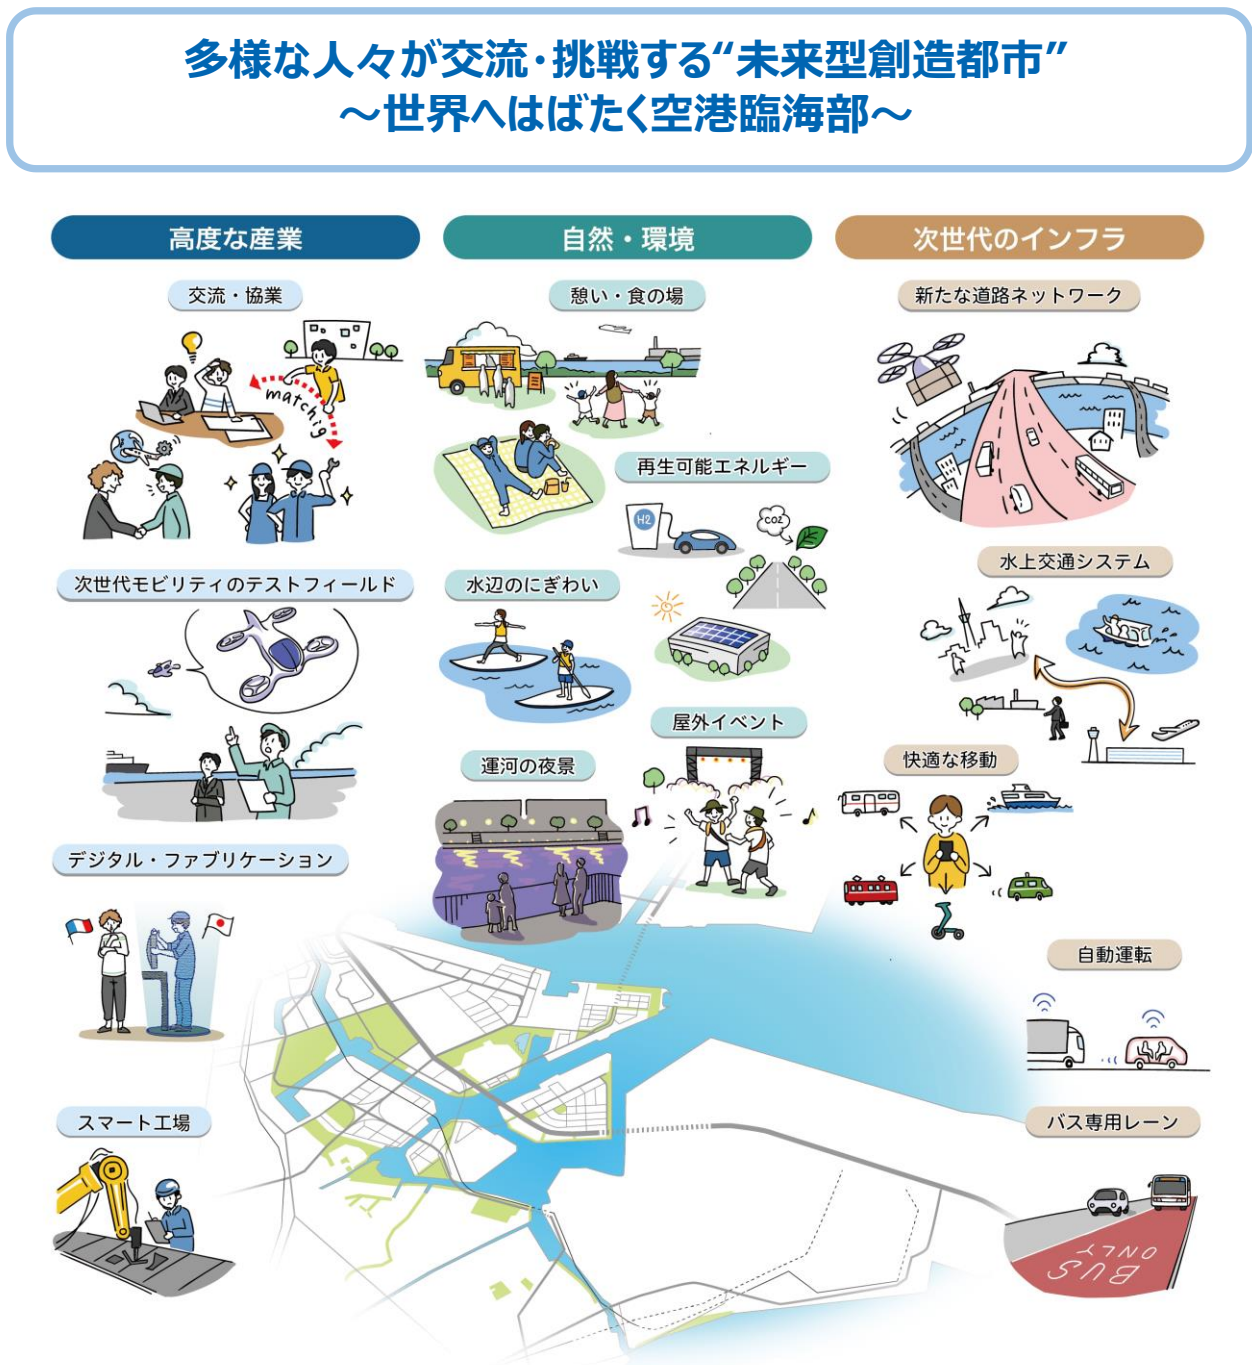 多様な人々が交流・挑戦する“未来型創造都市”
～世界へはばたく空港臨海部～
高度な産業
自然・環境
次世代のインフラ
交流・協業
matchig
次世代モビリティのテストフィールド
デジタル・ファブリケーション
スマート工場
憩い・食の場
再生可能エネルギー
H2
CO2
水辺のにぎわい
屋外イベント
運河の夜景
新たな道路ネットワーク
水上交通システム
快適な移動
自動運転
バス専用レーン
BUS
ONLY